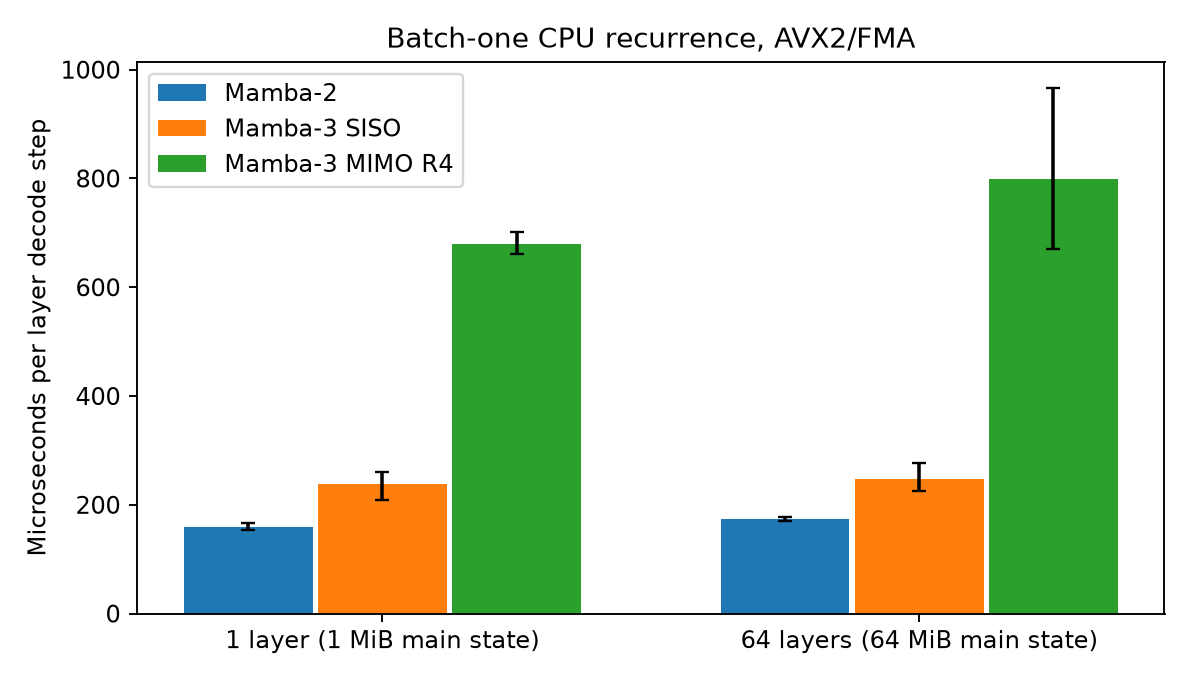 Batch-one CPU recurrence, AVX2/FMA
Microseconds per layer decode step
1000
800
600
400
200
0
Mamba-2
Mamba-3 SISO
Mamba-3 MIMO R4
1 layer (1 MiB main state)
64 layers (64 MiB main state)